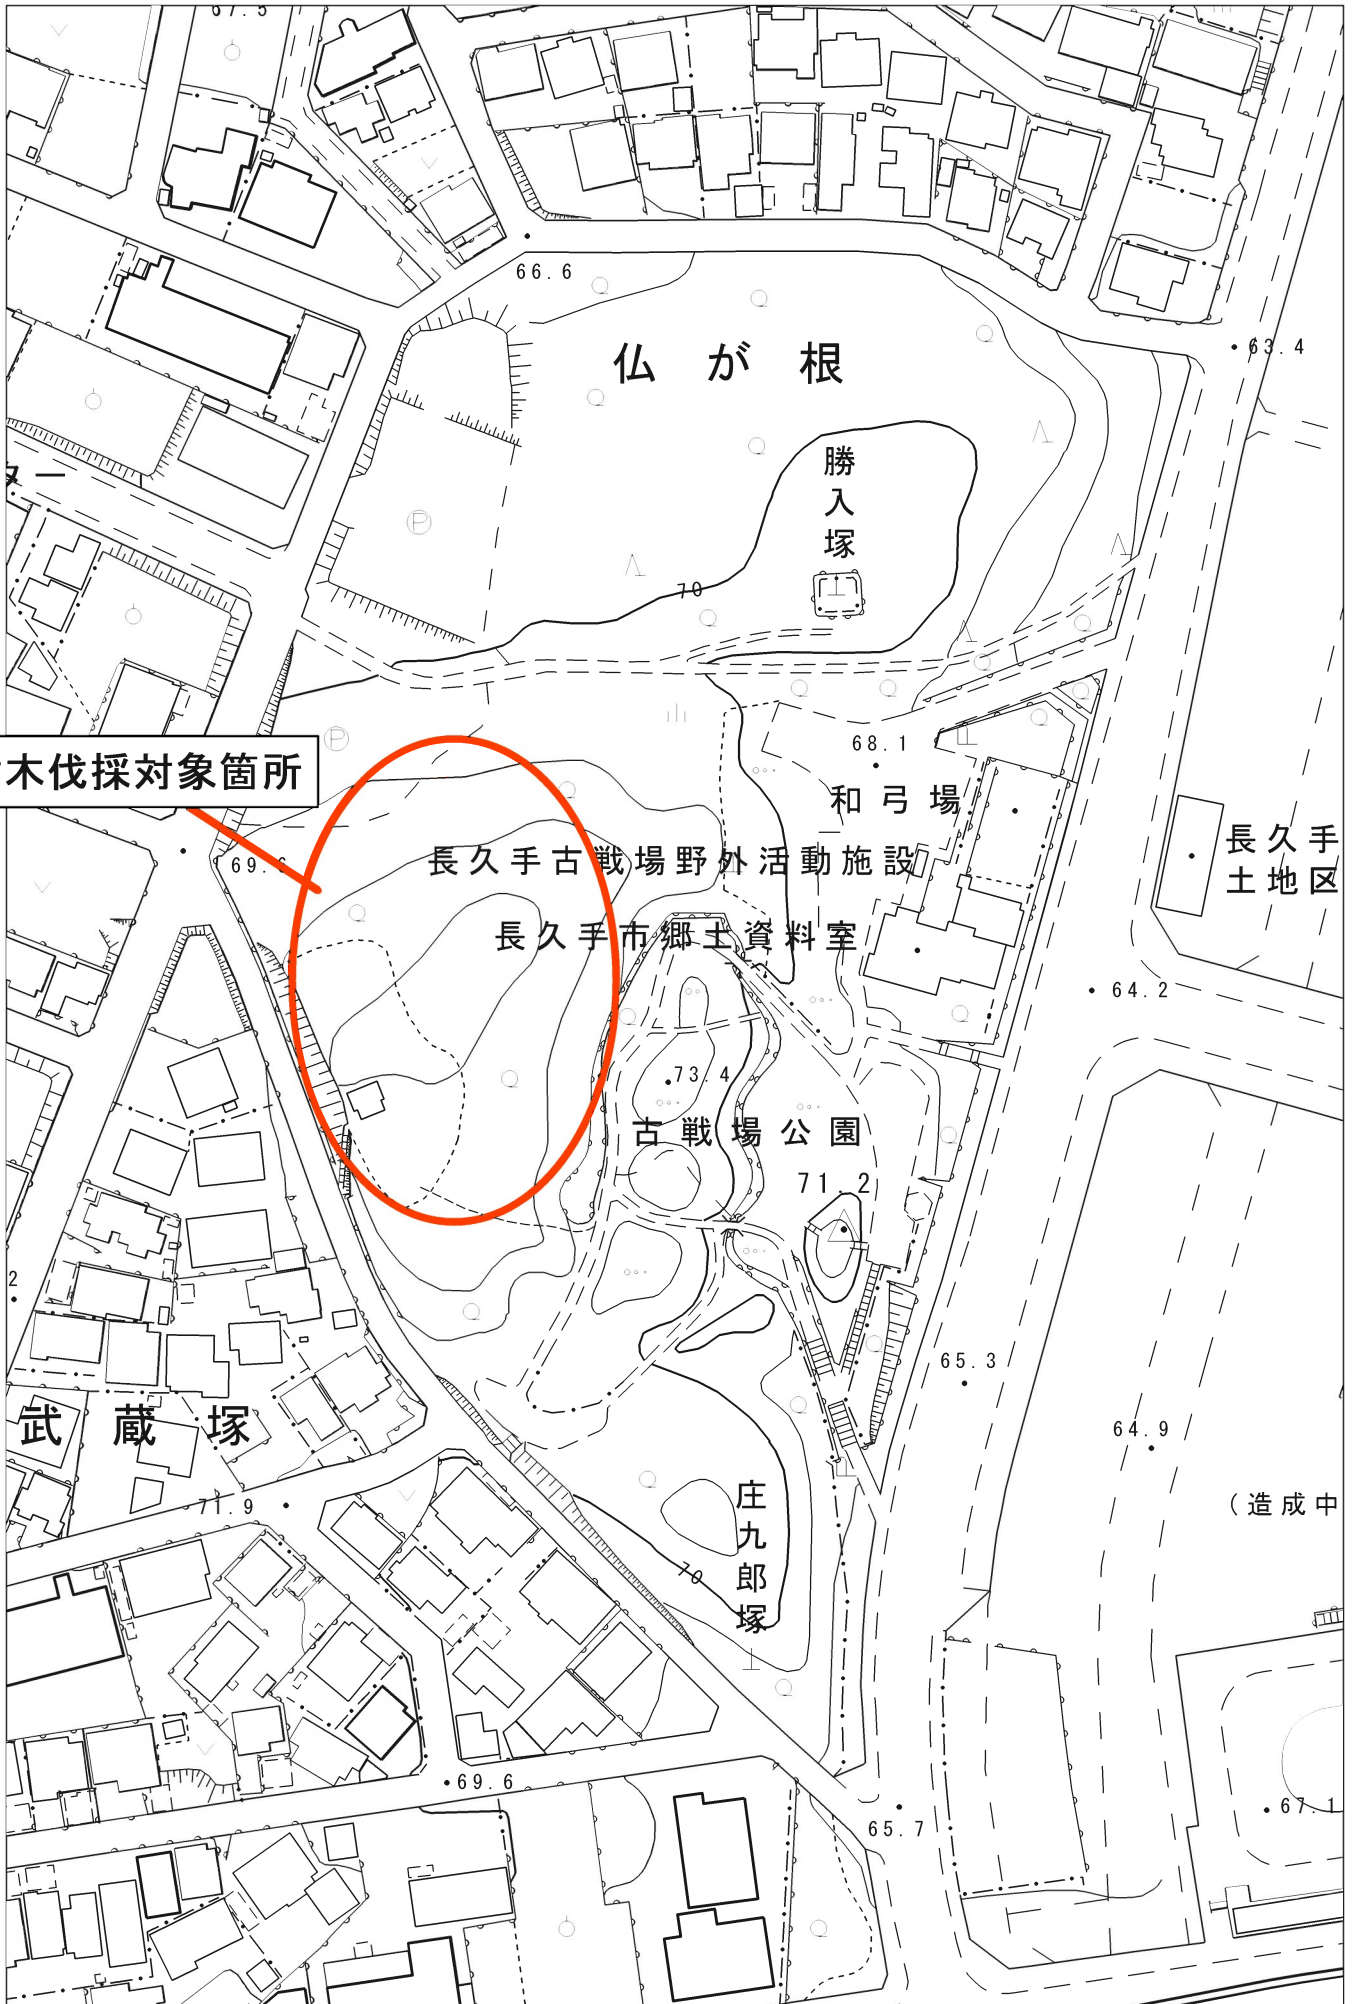 67.5
66.6
仏が根
63.4
勝入塚
ター
P
70
P
68.1
木伐採対象箇所
和弓場
長久手
土地区
69.6
長久手古戦場野外活動施設
長久手市郷土資料室
64.2
73.4
古戦場公園
71.2
2
65.3
武蔵塚
64.9
71.9
庄九郎塚
(造成中
70
69.6
67.1
65.7